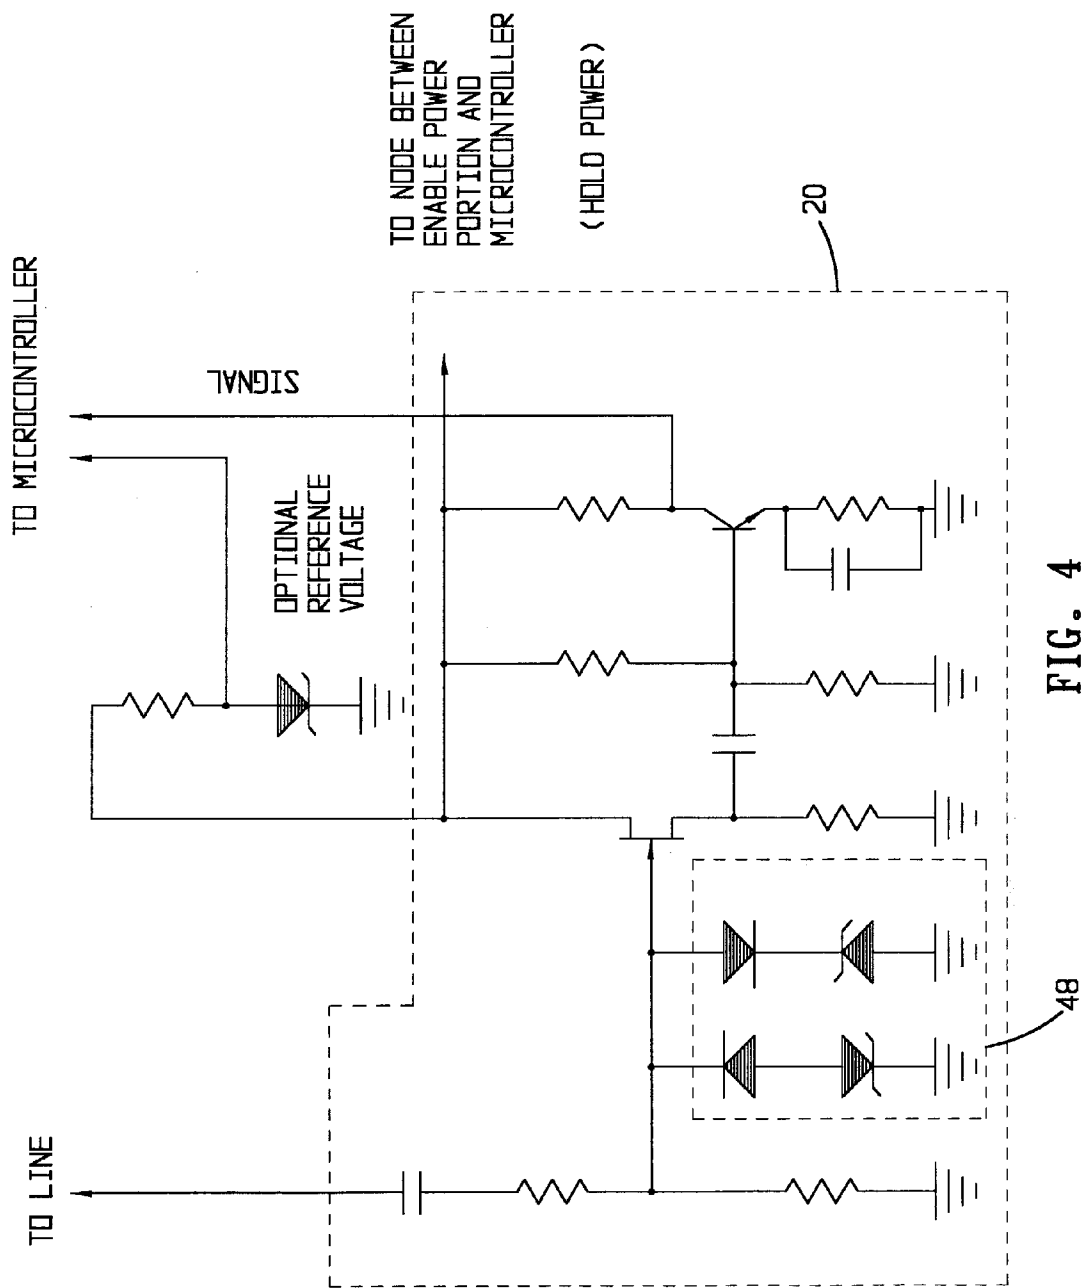 TO MICROCONTROLLER
TO NODE BETWEEN
ENABLE POWER
PORTION AND
MICROCONTROLLER
(HOLD POWER)
SIGNAL
OPTIONAL
REFERENCE
VOLTAGE
TO LINE
20
48
FIG. 4